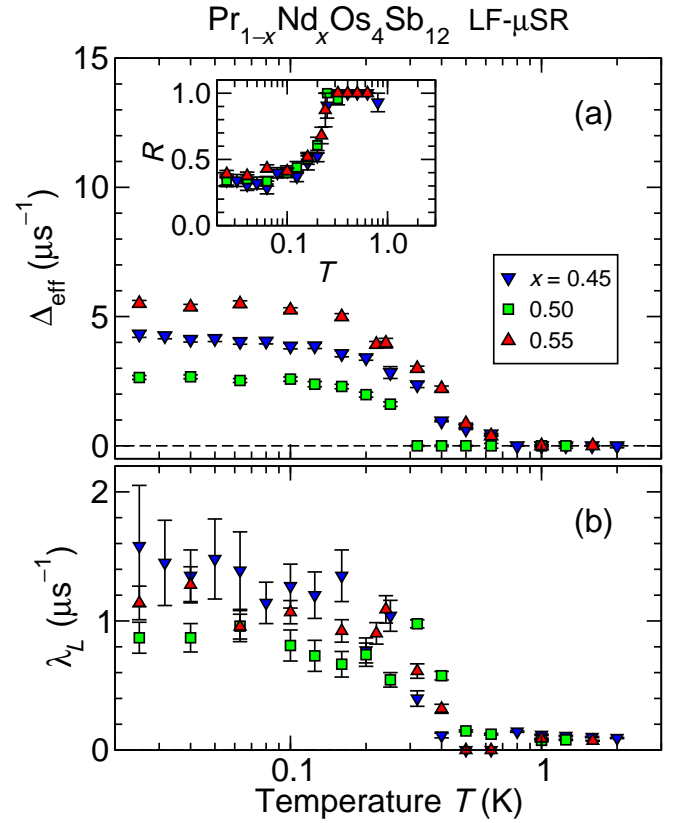 Pr₁₋ₓNdₓOs₄Sb₁₂ LF-μSR
15
10
5
0
Δeff (μs⁻¹)
(a)
1.0
0.5
0.0
R
0.1
1.0
T
x = 0.45
0.50
0.55
2
1
0
λL (μs⁻¹)
(b)
0.1
1
Temperature T (K)